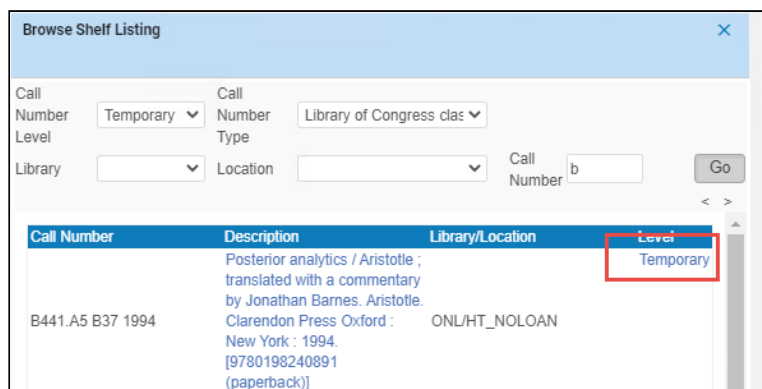 Browse Shelf Listing ×
Call Number Level Temporary Call Number Type Library of Congress clas
Library Location Call Number b Go
< >
Call Number Description Library/Location Level
Posterior analytics / Aristotle ; Temporary
translated with a commentary
by Jonathan Barnes. Aristotle.
B441.A5 B37 1994 Clarendon Press Oxford : ONL/HT_NOLOAN
New York : 1994.
[9780198240891
(paperback)]